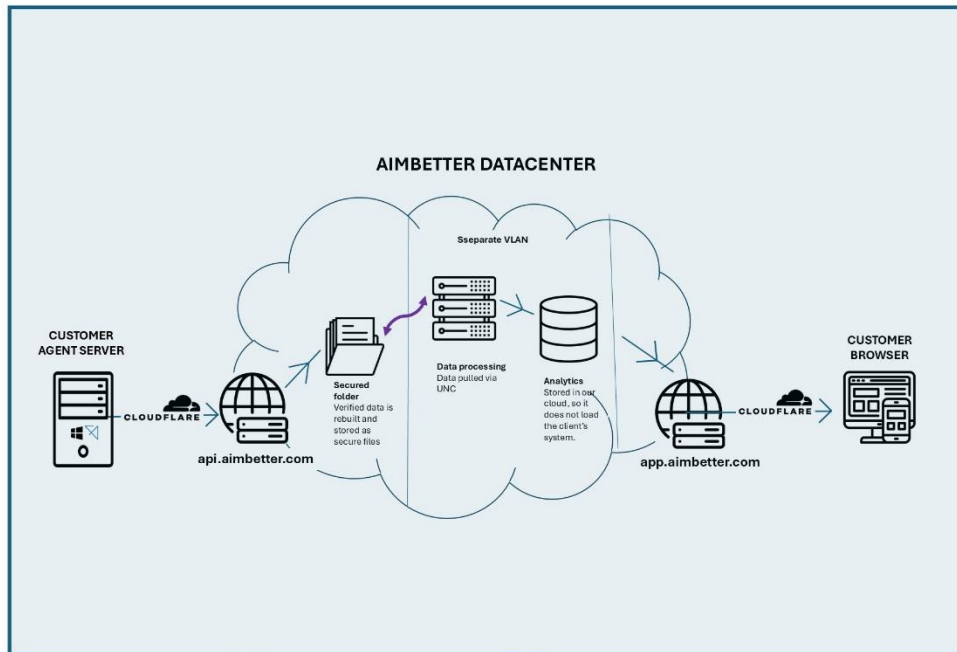 AIMBETTER DATACENTER
Sseparate VLAN
CUSTOMER
AGENT SERVER
CLOUDFLARE
api.aimbetter.com
Secured
folder
Verified data is
rebuilt and
stored as
secure files
Data processing
Data pulled via
UNC
Analytics
Stored in our
cloud, so it
does not load
the client's
system.
app.aimbetter.com
CLOUDFLARE
CUSTOMER
BROWSER